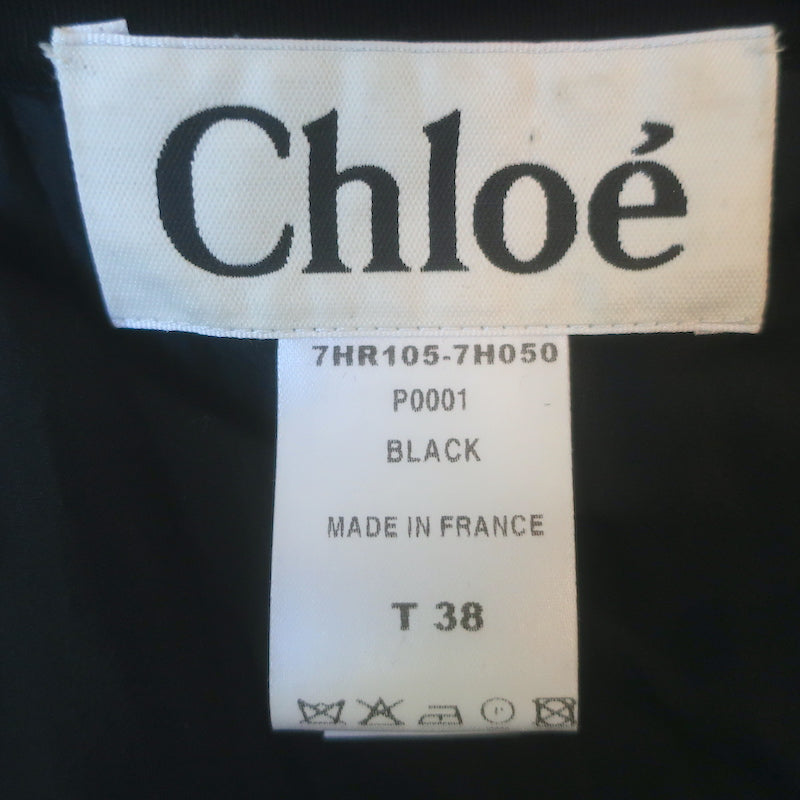 Chloé
7HR105-7H050
P0001
BLACK
MADE IN FRANCE
T 38